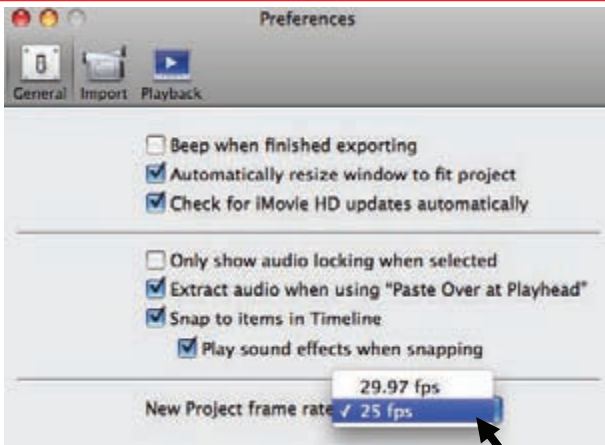 Preferences
General Import Playback
Beep when finished exporting
Automatically resize window to fit project
Check for iMovie HD updates automatically
Only show audio locking when selected
Extract audio when using "Paste Over at Playhead"
Snap to items in Timeline
Play sound effects when snapping
29.97 fps
New Project frame rate ✓ 25 fps